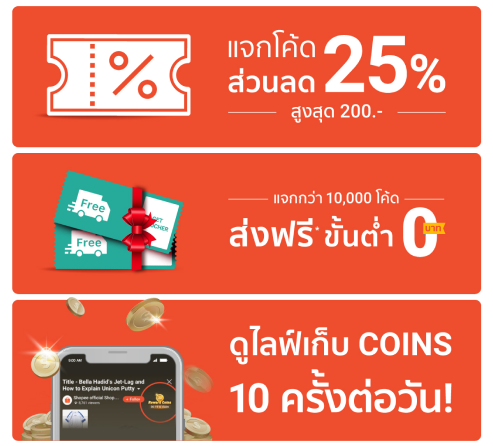 %
แจกโค้ด
ส่วนลด 25%
สูงสุด 200.-
Free
Free
GET
แจกกว่า 10,000 โค้ด
ส่งฟรี* ขั้นต่ำ 0 บาท
Title - Bella Hadid's Jet-Lag and
How to Explain Unicon Putty
Shopee official Shop...
+ Follow
ดูไลฟ์เก็บ COINS
10 ครั้งต่อวัน!